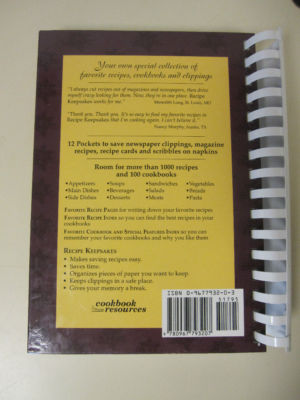 Your own special collection of
favorite recipes, cookbooks and clippings
"I always cut recipes out of magazines and newspapers, then drive
myself crazy looking for them. Now, they're in one place. Recipe
Keepsakes works for me."
Meredith Long, St. Louis, MO
"Thank you. Thank you. It's so easy to find my favorite recipes in
Recipe Keepsakes that I'm cooking again. I can't believe it."
Nancy Murphy, Austin, TX
12 Pockets to save newspaper clippings, magazine
recipes, recipe cards and scribbles on napkins
Room for more than 1000 recipes
and 100 cookbooks
•Appetizers •Soups •Sandwiches •Vegetables
•Main Dishes •Beverages •Salads •Breads
•Side Dishes •Desserts •Meats •Pasta
FAVORITE RECIPE PAGES for writing down your favorite recipes
FAVORITE RECIPE INDEX so you can find the best recipes in your
cookbooks
FAVORITE COOKBOOK AND SPECIAL FEATURES INDEX so you can
remember your favorite cookbooks and why you like them
RECIPE KEEPSAKES
• Makes saving recipes easy.
• Saves time.
• Organizes pieces of paper you want to keep.
• Keeps clippings in a safe place.
• Gives your memory a break.
ISBN 0-9677932-0-3
51795
cookbook
resources
9 780967 793207